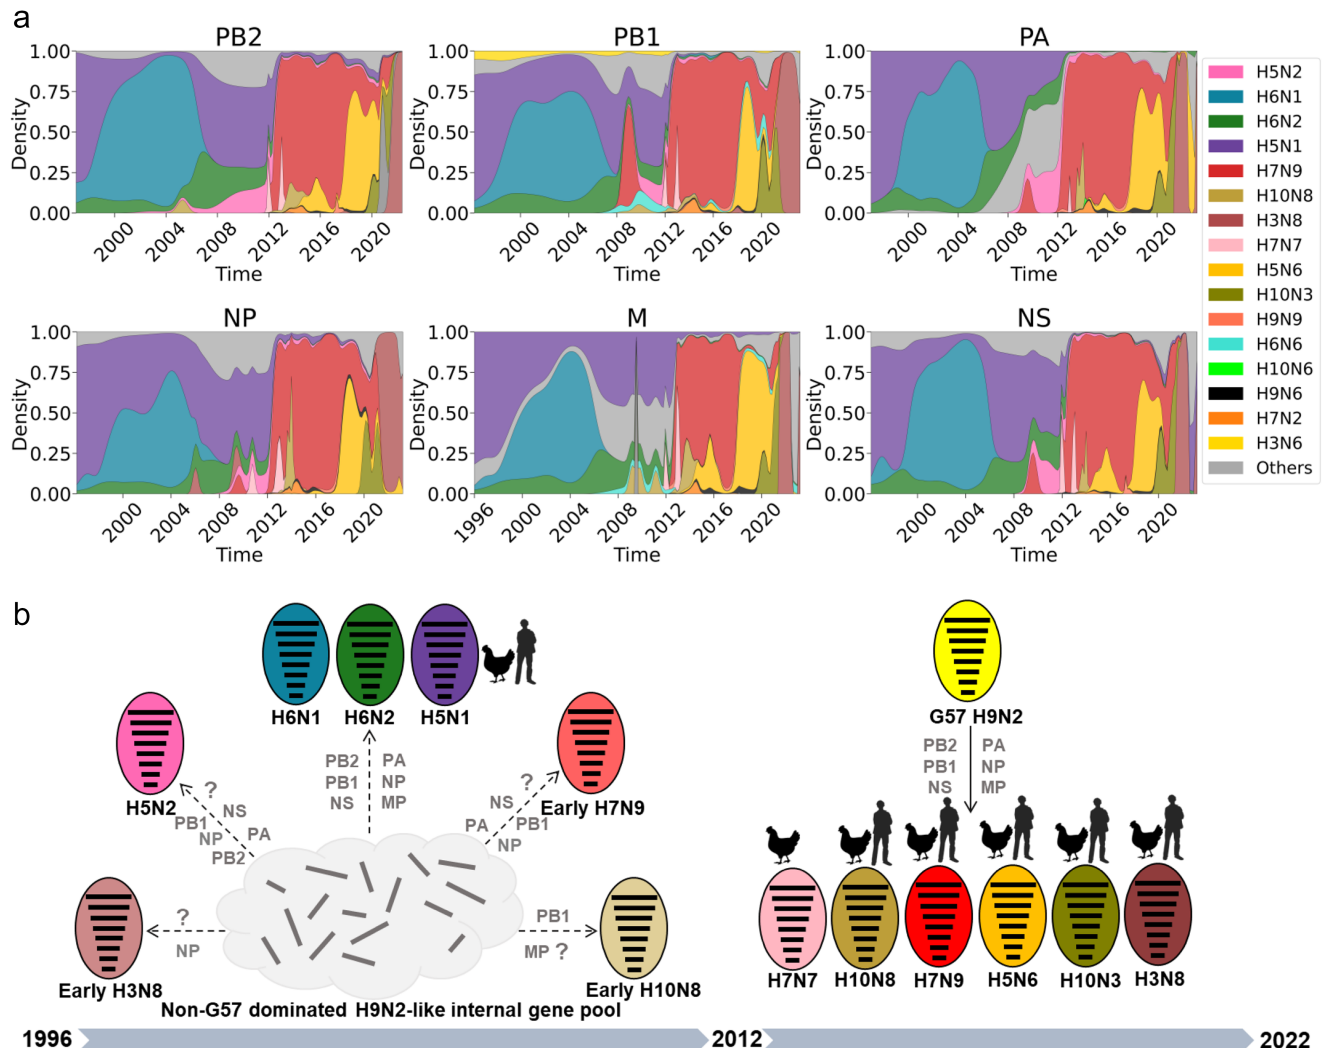 a
PB2
PB1
PA
1.00
0.75
0.50
0.25
0.00
Density
2000
2004
2008
2012
2016
2020
Time
1.00
0.75
0.50
0.25
0.00
Density
2000
2004
2008
2012
2016
2020
Time
1.00
0.75
0.50
0.25
0.00
Density
2000
2004
2008
2012
2016
2020
Time
H5N2
H6N1
H6N2
H5N1
H7N9
H10N8
H3N8
H7N7
H5N6
H10N3
H9N9
H6N6
H10N6
H9N6
H7N2
H3N6
Others
NP
M
NS
1.00
0.75
0.50
0.25
0.00
Density
2000
2004
2008
2012
2016
2020
Time
1.00
0.75
0.50
0.25
0.00
Density
1996
2000
2004
2008
2012
2016
2020
Time
1.00
0.75
0.50
0.25
0.00
Density
2000
2004
2008
2012
2016
2020
Time
b
H6N1
H6N2
H5N1
H5N2
?
NS
PB1
NP
PA
PB2
PB2
PA
PB1
NP
NS
MP
Early H7N9
?
NS
PA
PB1
NP
Early H3N8
?
NP
PB1
MP ?
Early H10N8
Non-G57 dominated H9N2-like internal gene pool
G57 H9N2
PB2
PA
PB1
NP
NS
MP
H7N7
H10N8
H7N9
H5N6
H10N3
H3N8
1996
2012
2022